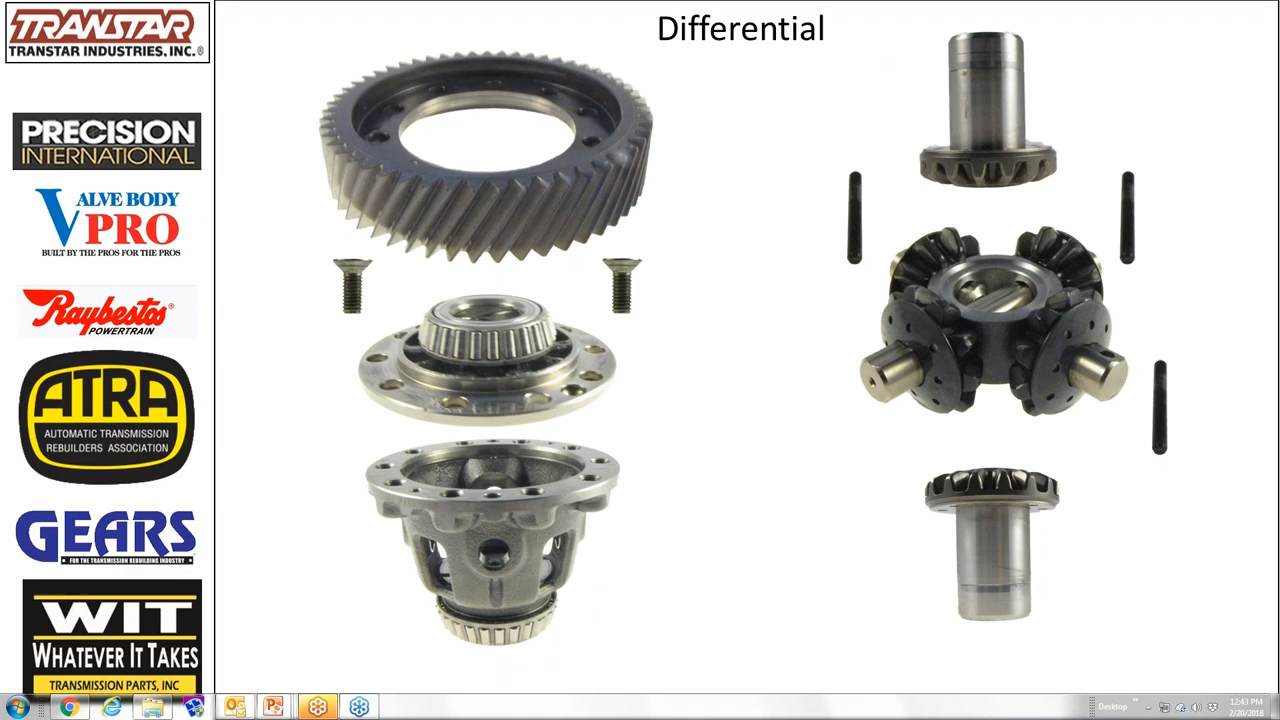 Differential
TRANSTAR
TRANSTAR INDUSTRIES, INC.®
PRECISION
INTERNATIONAL
VALVE BODY
PRO
BUILT BY THE PROS FOR THE PROS
Raybestos®
POWERTRAIN
ATRA
AUTOMATIC TRANSMISSION
REBUILDERS ASSOCIATION
GEARS
FOR THE TRANSMISSION REBUILDING INDUSTRY
WIT
WHATEVER IT TAKES
TRANSMISSION PARTS, INC
Desktop
12:43 PM
2/20/2018